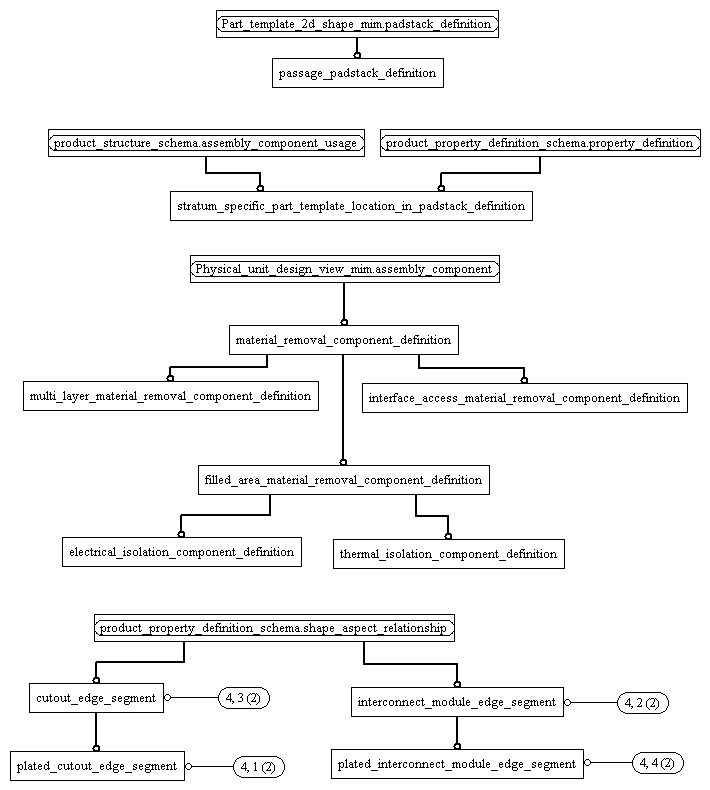 Part_template_2d_shape_mim.padstack_definition
passage_padstack_definition
product_structure_schema.assembly_component_usage
product_property_definition_schema.property_definition
stratum_specific_part_template_location_in_padstack_definition
Physical_unit_design_view_mim.assembly_component
material_removal_component_definition
multi_layer_material_removal_component_definition
interface_access_material_removal_component_definition
filled_area_material_removal_component_definition
electrical_isolation_component_definition
thermal_isolation_component_definition
product_property_definition_schema.shape_aspect_relationship
cutout_edge_segment
4, 3 (2)
interconnect_module_edge_segment
4, 2 (2)
plated_cutout_edge_segment
4, 1 (2)
plated_interconnect_module_edge_segment
4, 4 (2)